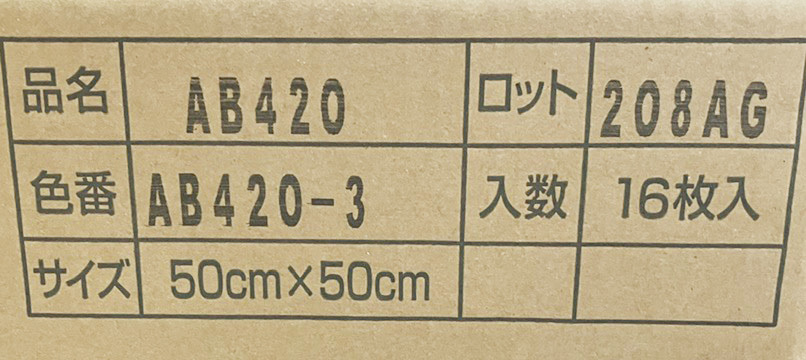 品名 AB420 ロット 208AG
色番 AB420-3 入数 16枚入
サイズ 50cm×50cm